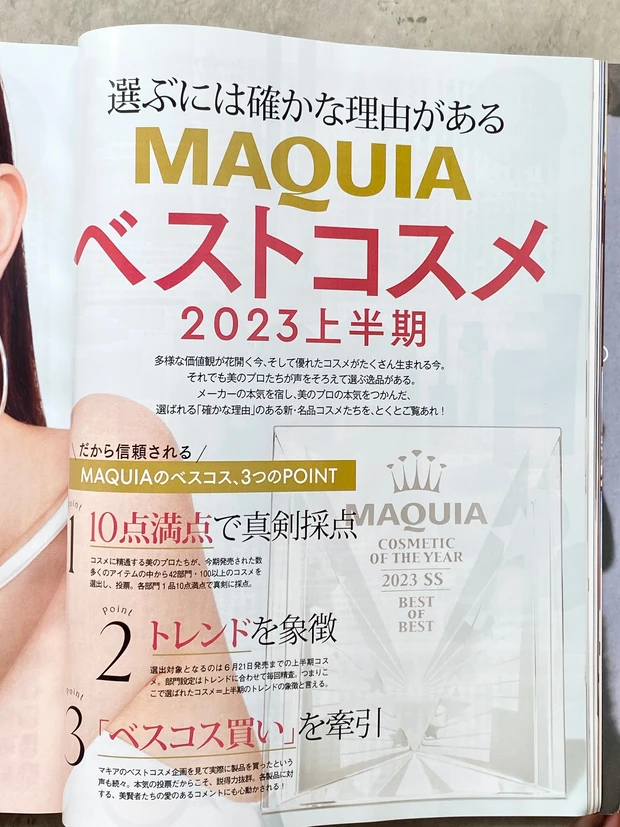 選ぶには確かな理由がある
MAQUIA
ベストコスメ
2023上半期
多様な価値観が花開く今、そして優れたコスメがたくさん生まれる今。
それでも美のプロたちが声をそろえて選ぶ逸品がある。
メーカーの本気を宿し、美のプロの本気をつかんだ、
選ばれる「確かな理由」のある新・名品コスメたちを、とくとご覧あれ！
だから信頼される
MAQUIAのベスコス、3つのPOINT
Point
1
10点満点で真剣採点
コスメに精通する美のプロたちが、今期発売された数
多くのアイテムの中から42部門・100以上のコスメを
選出し、投票。各部門1品10点満点で真剣に採点。
Point
2
トレンドを象徴
選出対象となるのは6月21日発売までの上半期コス
メ。部門設定はトレンドに合わせて毎回精査。つまりこ
こで選ばれたコスメ＝上半期のトレンドの象徴と言える。
Point
3
「ベスコス買い」を牽引
マキアのベストコスメ企画を見て実際に製品を買ったという
声も続々。本気の投票だからこそ、説得力抜群。各製品に対
する、美賢者たちの愛のあるコメントにも心動かされる！
MAQUIA
COSMETIC
OF THE YEAR
2023 SS
BEST
OF
BEST